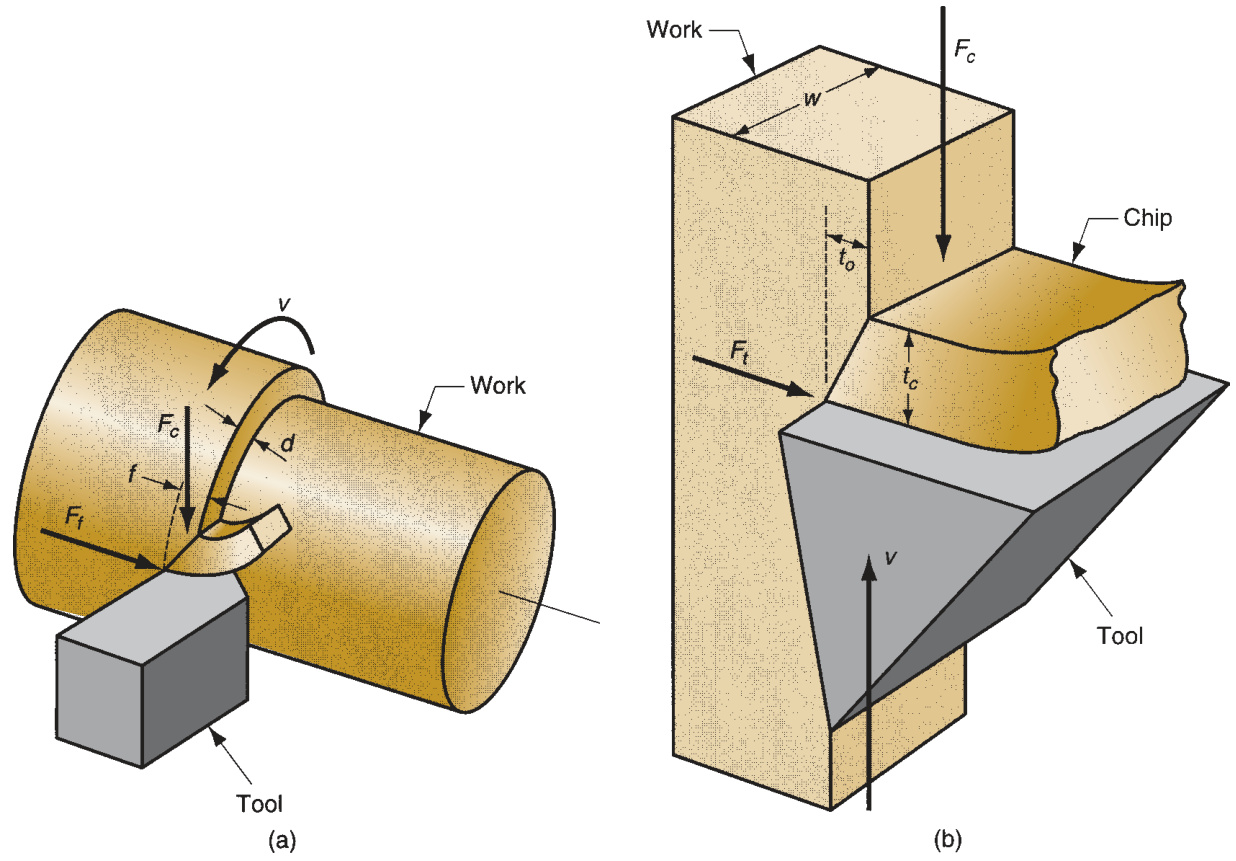 v
Work
F_c
d
f
F_f
Tool
(a)
Work
F_c
w
Chip
t_o
F_t
t_c
v
Tool
(b)